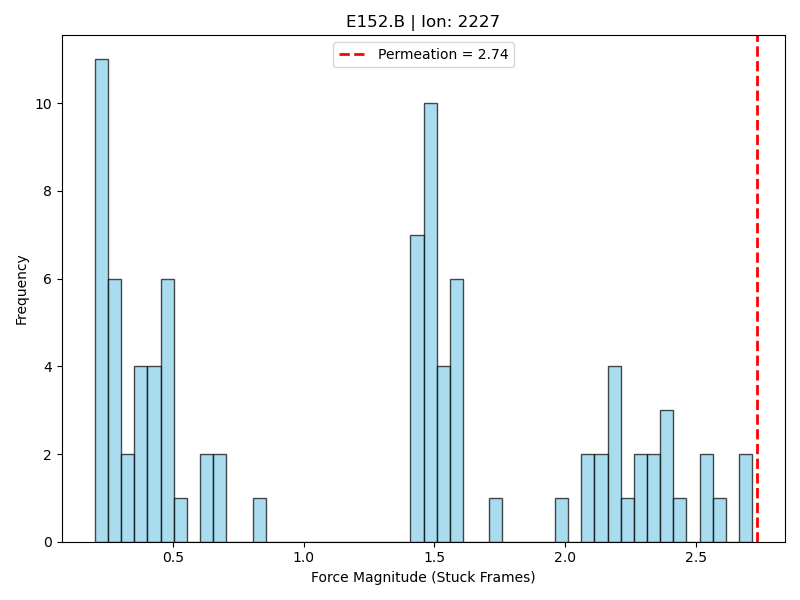 E152.B | Ion: 2227
Permeation = 2.74
10
8
6
4
2
0
Frequency
0.5
1.0
1.5
2.0
2.5
Force Magnitude (Stuck Frames)